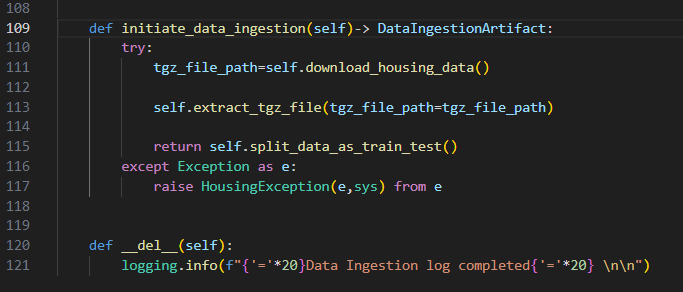 108
109     def initiate_data_ingestion(self)-> DataIngestionArtifact:
110         try:
111             tgz_file_path=self.download_housing_data()
112
113             self.extract_tgz_file(tgz_file_path=tgz_file_path)
114
115             return self.split_data_as_train_test()
116         except Exception as e:
117             raise HousingException(e,sys) from e
118
119
120     def __del__(self):
121         logging.info(f"{'='*20}Data Ingestion log completed{'='*20} \n\n")